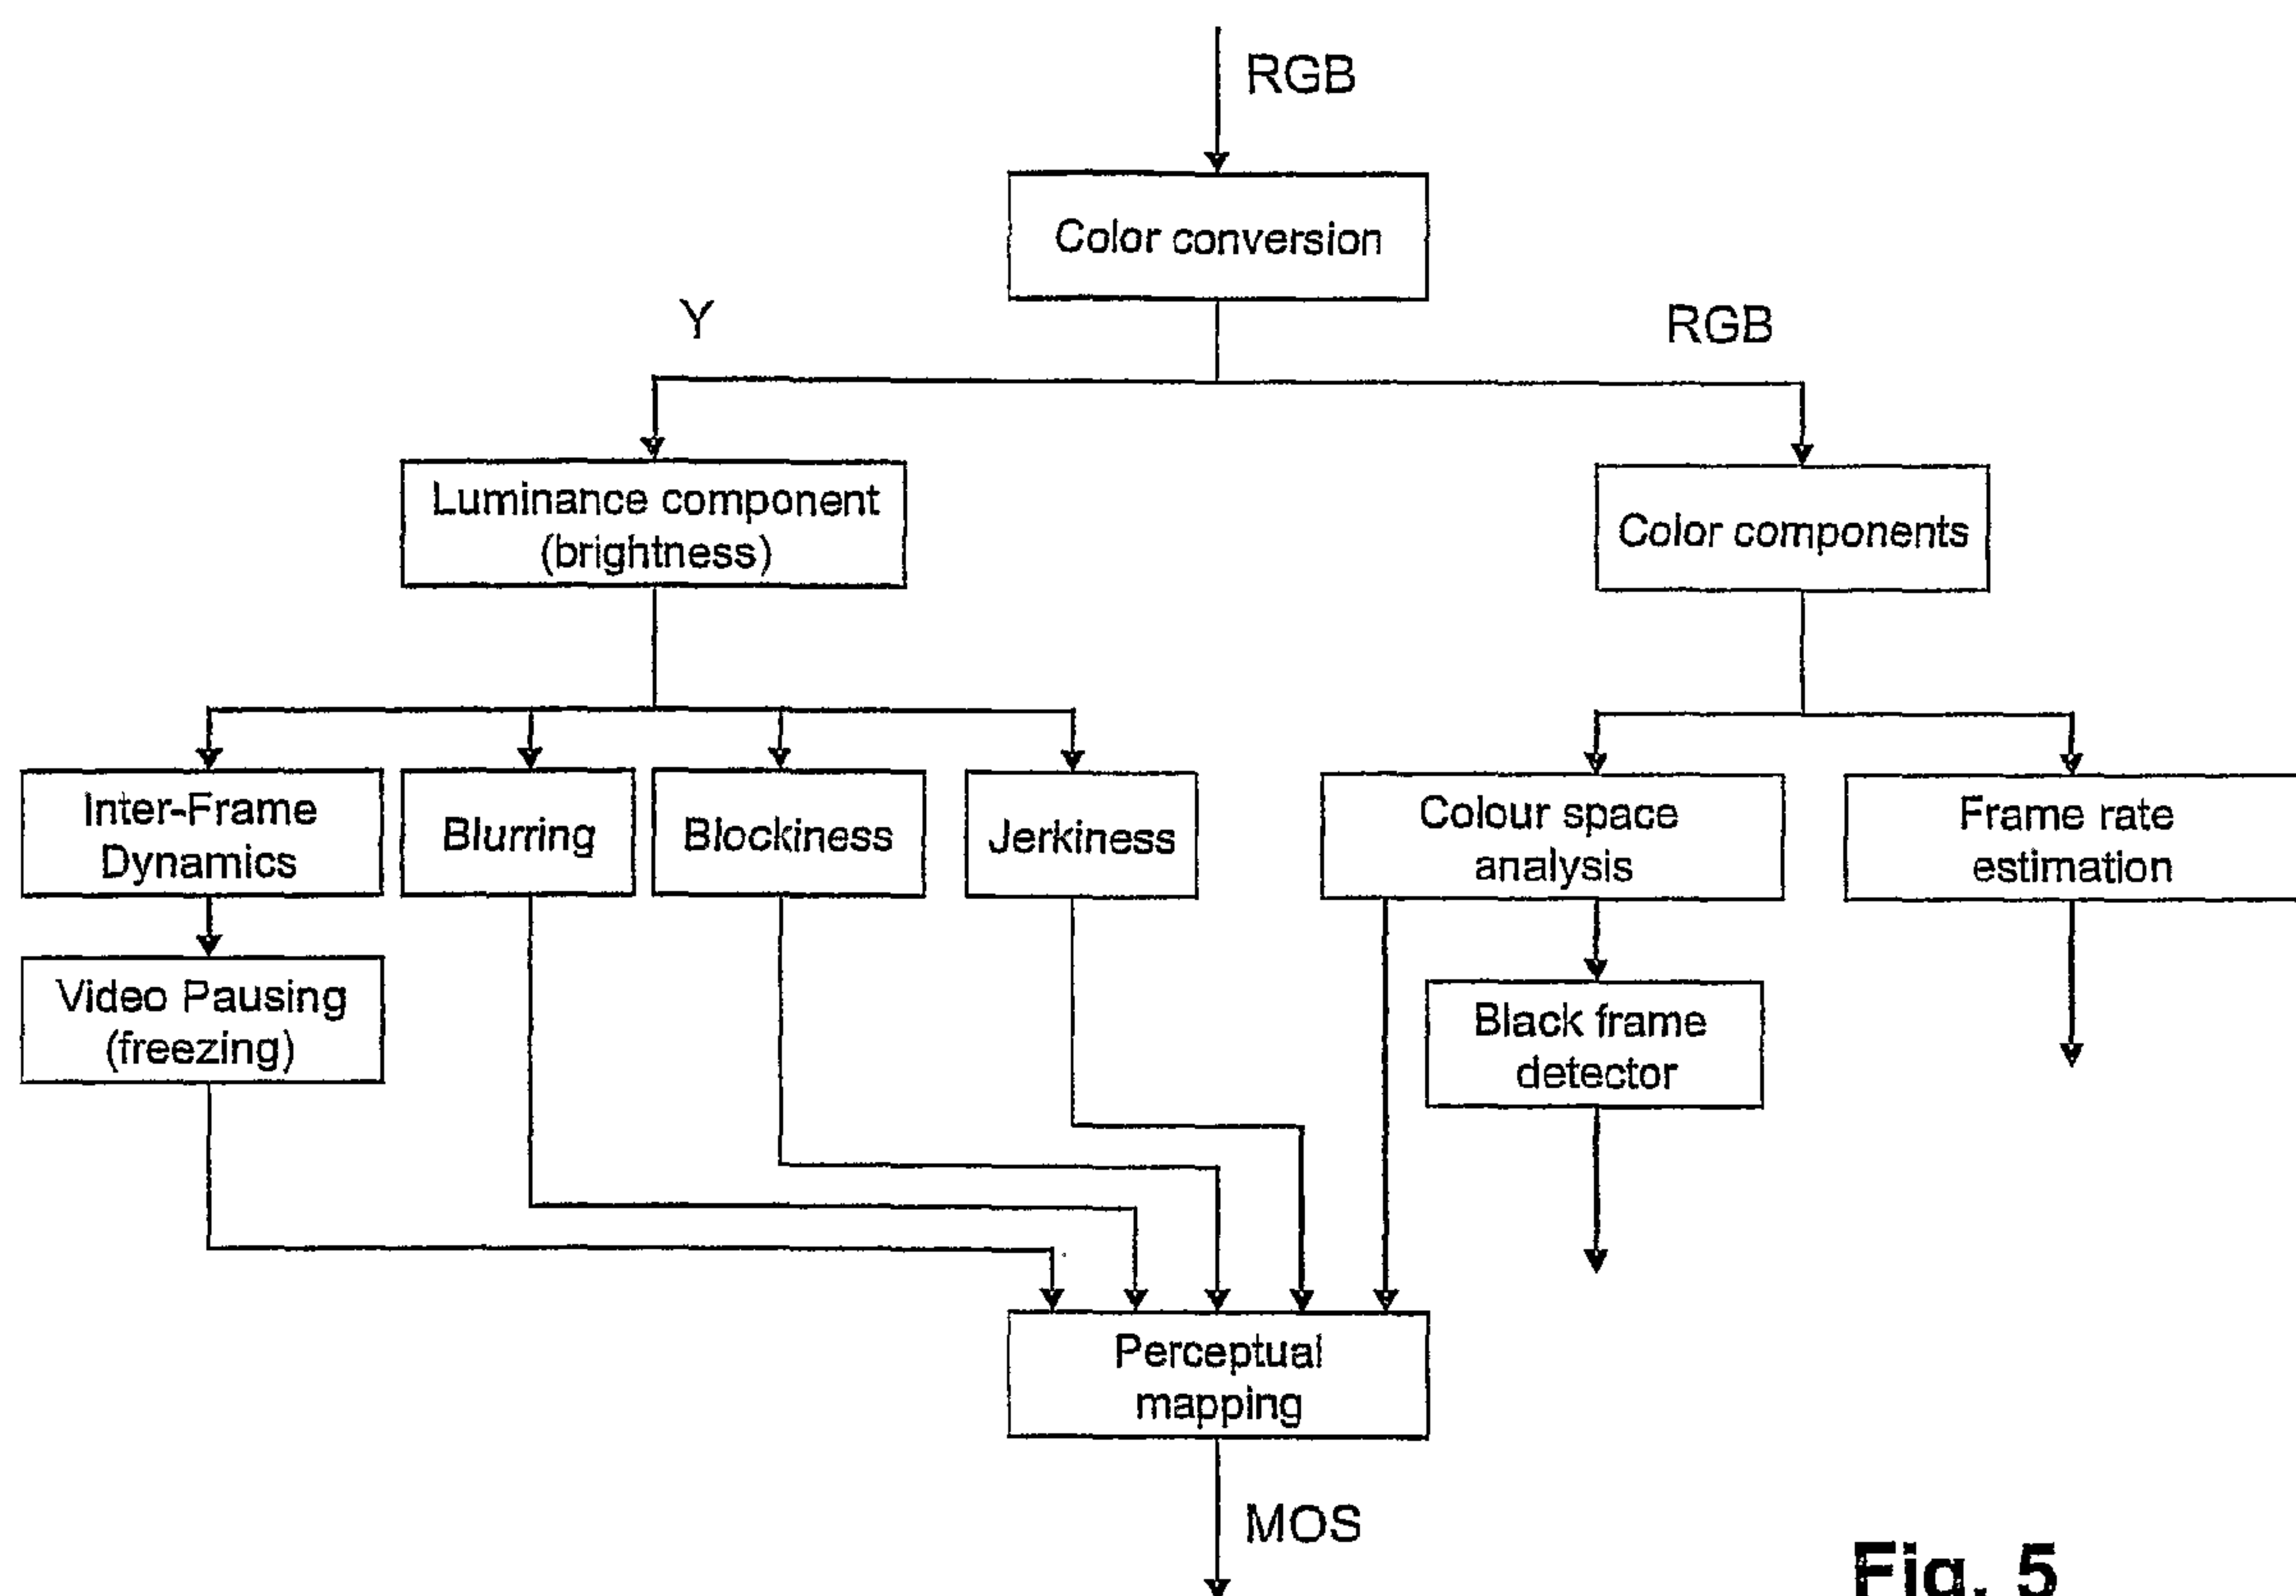 RGB
Color conversion
Y
RGB
Luminance component
(brightness)
Color components
Inter-Frame
Dynamics
Blurring
Blockiness
Jerkiness
Colour space
analysis
Frame rate
estimation
Video Pausing
(freezing)
Black frame
detector
Perceptual
mapping
MOS
Fig. 5